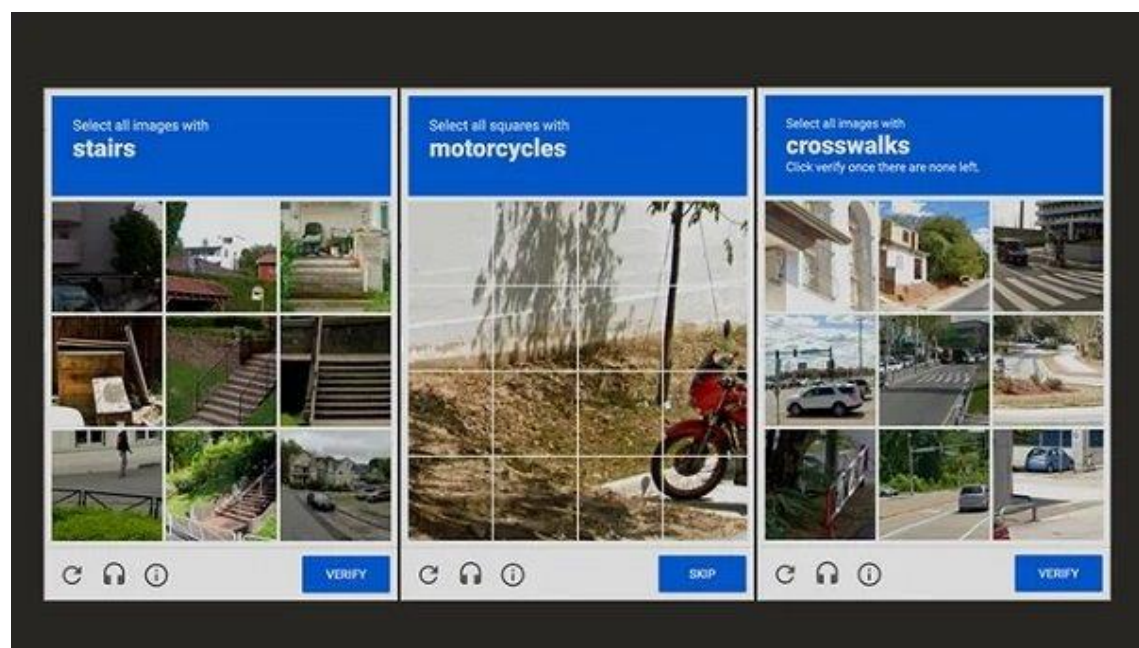 Select all images with
stairs
VERIFY
Select all squares with
motorcycles
SKIP
Select all images with
crosswalks
Click verify once there are none left.
VERIFY